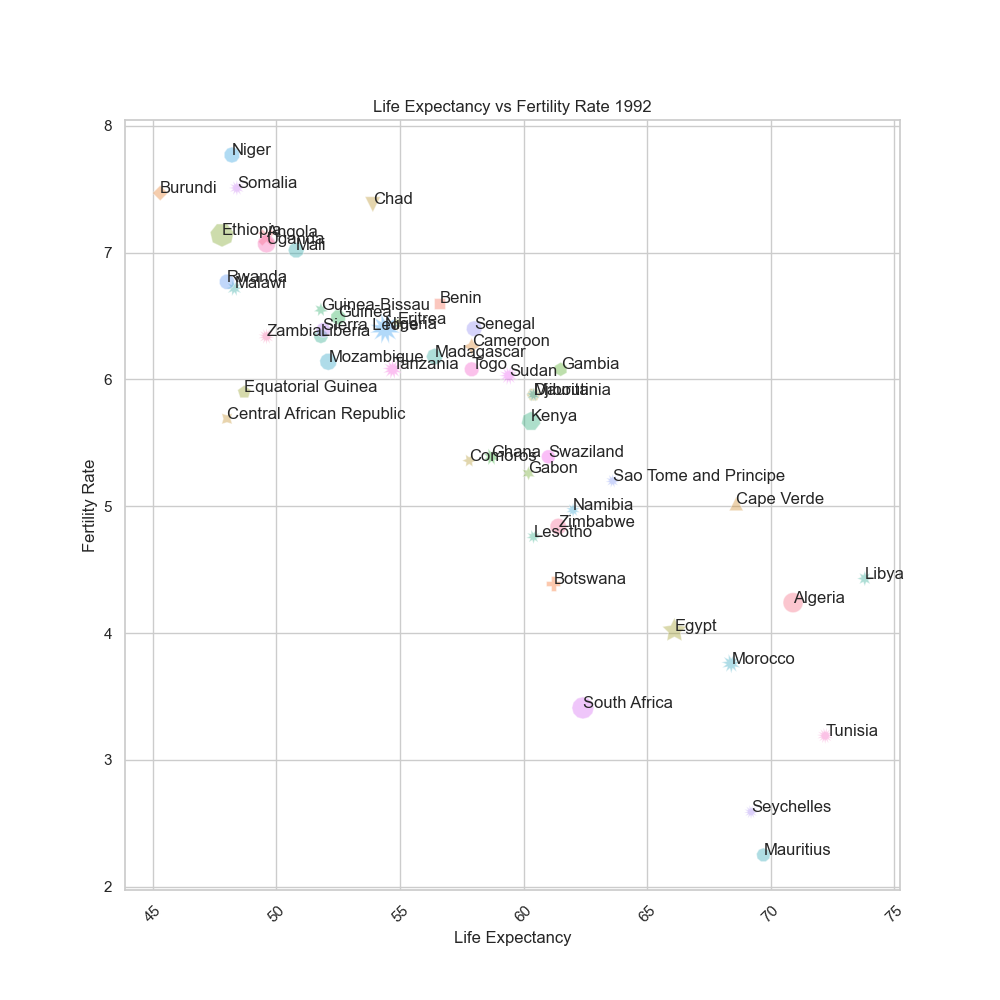 Life Expectancy vs Fertility Rate 1992
8
Niger
Somalia
Burundi
Chad
Ethiopia
Angola
Uganda
Mali
7
Rwanda
Malawi
Benin
Guinea-Bissau
Guinea
Eritrea
Nigeria
Senegal
Sierra Leone
Zambia
Liberia
Cameroon
Madagascar
Mozambique
Tanzania
Togo
Gambia
Sudan
6
Equatorial Guinea
Djibouti
Mauritania
Central African Republic
Kenya
Ghana
Swaziland
Comoros
Gabon
Sao Tome and Principe
Cape Verde
5
Namibia
Zimbabwe
Lesotho
Botswana
Libya
Algeria
4
Egypt
Morocco
South Africa
Tunisia
3
Seychelles
Mauritius
2
Fertility Rate
45 50 55 60 65 70 75
Life Expectancy